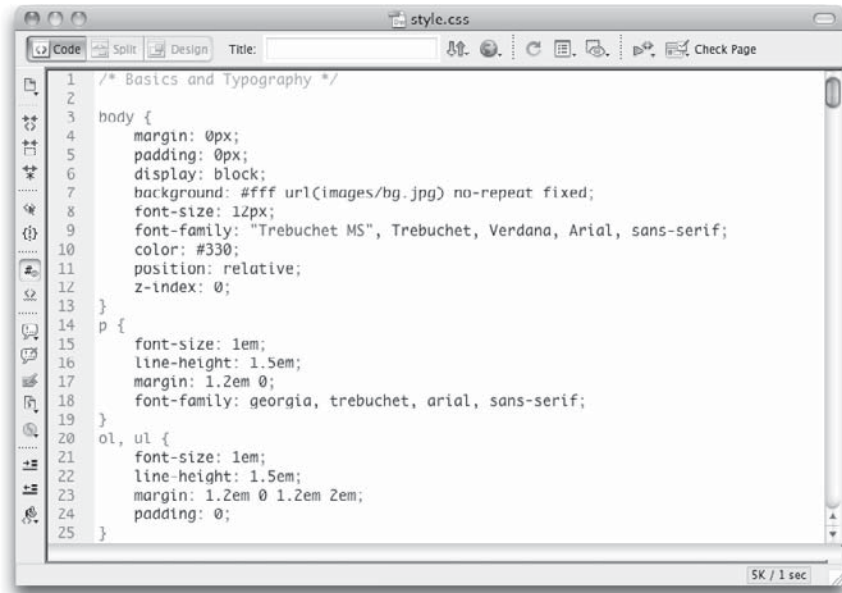 style.css
Code Split Design Title: Check Page
1 /* Basics and Typography */
2
3 body {
4 margin: 0px;
5 padding: 0px;
6 display: block;
7 background: #fff url(images/bg.jpg) no-repeat fixed;
8 font-size: 12px;
9 font-family: "Trebuchet MS", Trebuchet, Verdana, Arial, sans-serif;
10 color: #330;
11 position: relative;
12 z-index: 0;
13 }
14 p {
15 font-size: 1em;
16 line-height: 1.5em;
17 margin: 1.2em 0;
18 font-family: georgia, trebuchet, arial, sans-serif;
19 }
20 ol, ul {
21 font-size: 1em;
22 line-height: 1.5em;
23 margin: 1.2em 0 1.2em 2em;
24 padding: 0;
25 }
5K / 1 sec